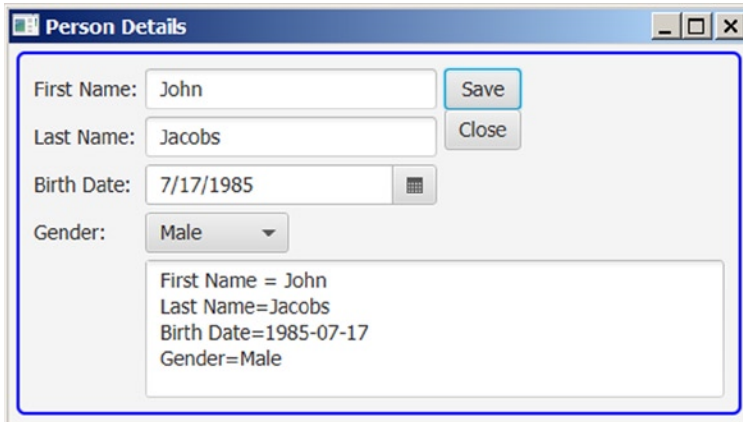 Person Details
First Name: John Save
Last Name: Jacobs Close
Birth Date: 7/17/1985
Gender: Male
First Name = John
Last Name=Jacobs
Birth Date=1985-07-17
Gender=Male